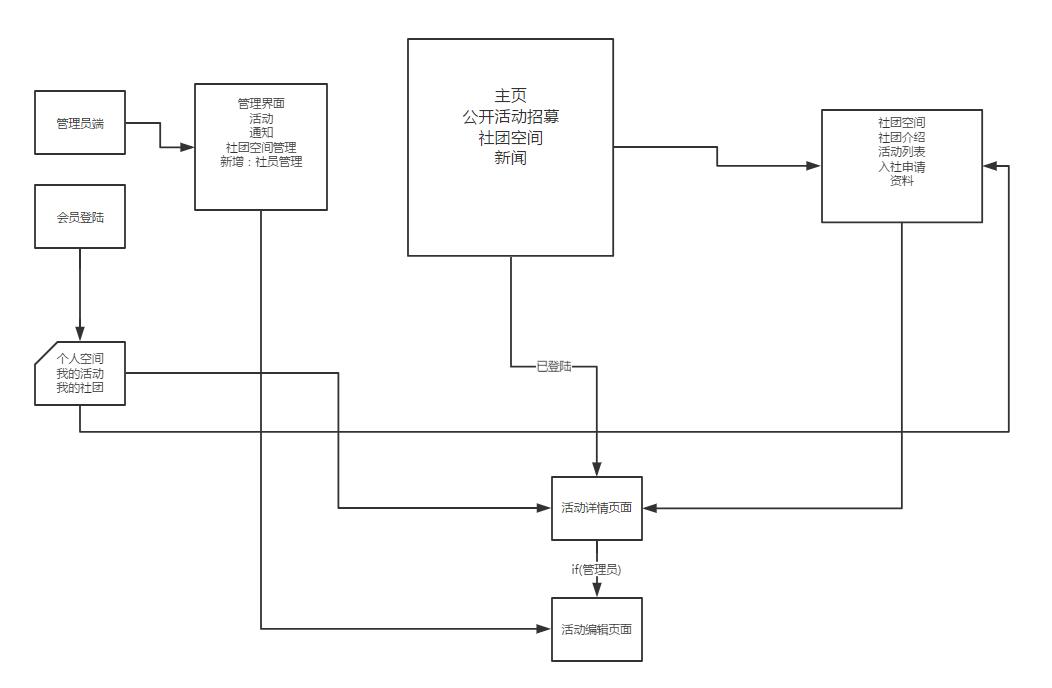 管理员端
管理界面
活动
通知
社团空间管理
新增：社员管理
主页
公开活动招募
社团空间
新闻
社团空间
社团介绍
活动列表
入社申请
资料
会员登陆
个人空间
我的活动
我的社团
已登陆
活动详情页面
if(管理员)
活动编辑页面